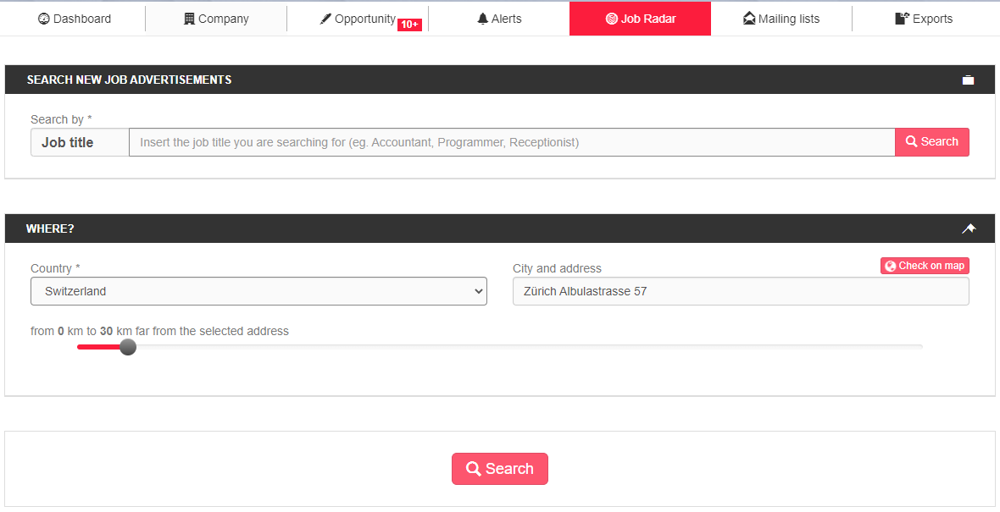 Dashboard Company Opportunity 10+ Alerts Job Radar Mailing lists Exports
SEARCH NEW JOB ADVERTISEMENTS
Search by *
Job title Insert the job title you are searching for (eg. Accountant, Programmer, Receptionist) Search
WHERE?
Country * City and address Check on map
Switzerland Zürich Albulastrasse 57
from 0 km to 30 km far from the selected address
Search